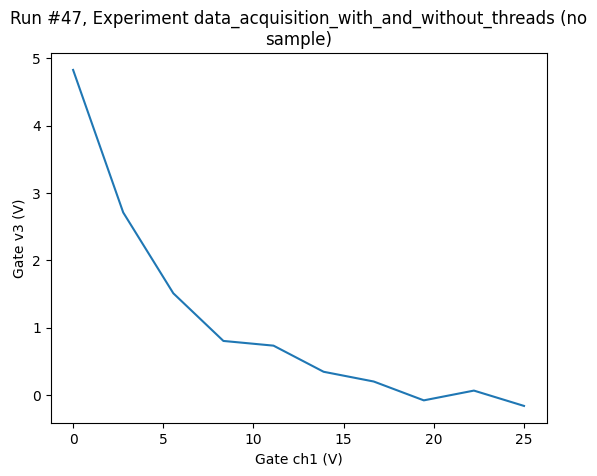 Run #47, Experiment data_acquisition_with_and_without_threads (no
sample)
5
4
3
2
1
0
Gate v3 (V)
0 5 10 15 20 25
Gate ch1 (V)